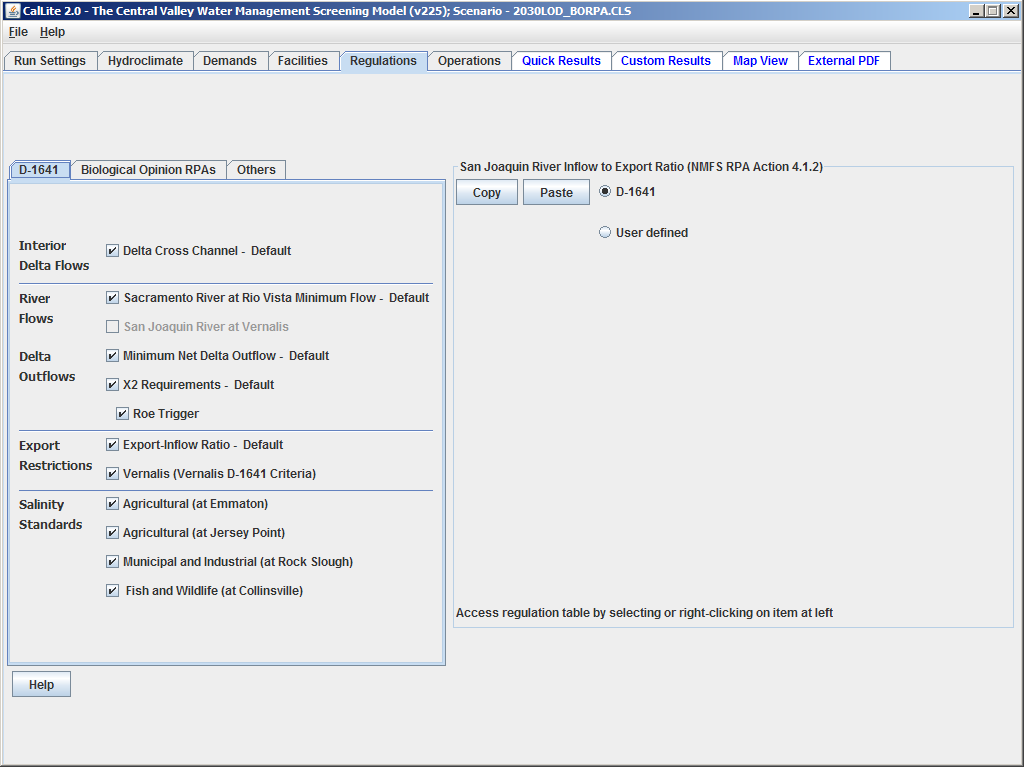 CalLite 2.0 - The Central Valley Water Management Screening Model (v225); Scenario - 2030LOD_BORPA.CLS
File Help
Run Settings Hydroclimate Demands Facilities Regulations Operations Quick Results Custom Results Map View External PDF
D-1641 Biological Opinion RPAs Others
Interior
Delta Flows
Delta Cross Channel - Default
River
Flows
Sacramento River at Rio Vista Minimum Flow - Default
San Joaquin River at Vernalis
Delta
Outflows
Minimum Net Delta Outflow - Default
X2 Requirements - Default
Roe Trigger
Export
Restrictions
Export-Inflow Ratio - Default
Vernalis (Vernalis D-1641 Criteria)
Salinity
Standards
Agricultural (at Emmaton)
Agricultural (at Jersey Point)
Municipal and Industrial (at Rock Slough)
Fish and Wildlife (at Collinsville)
Help
San Joaquin River Inflow to Export Ratio (NMFS RPA Action 4.1.2)
Copy Paste D-1641
User defined
Access regulation table by selecting or right-clicking on item at left